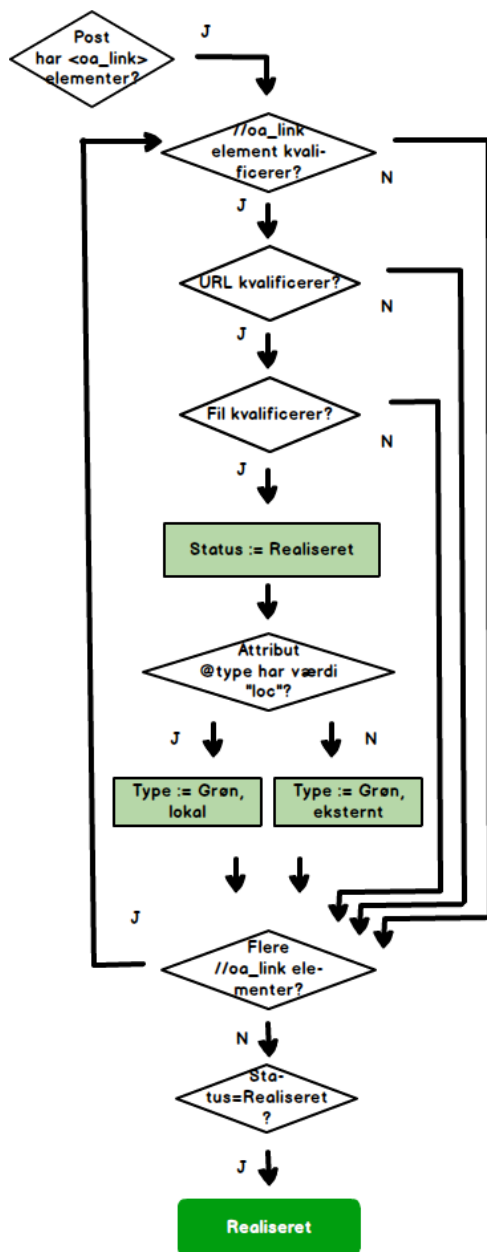 Post
har <oa_link>
elementer?
J
//oa_link
element kvali-
ficerer?
N
J
URL kvalificerer?
N
J
Fil kvalificerer?
N
J
Status := Realiseret
Attribut
@type har værdi
"loc"?
J
N
Type := Grøn,
lokal
Type := Grøn,
eksternt
J
Flere
//oa_link ele-
menter?
N
Sta-
tus=Realiseret
?
J
Realiseret